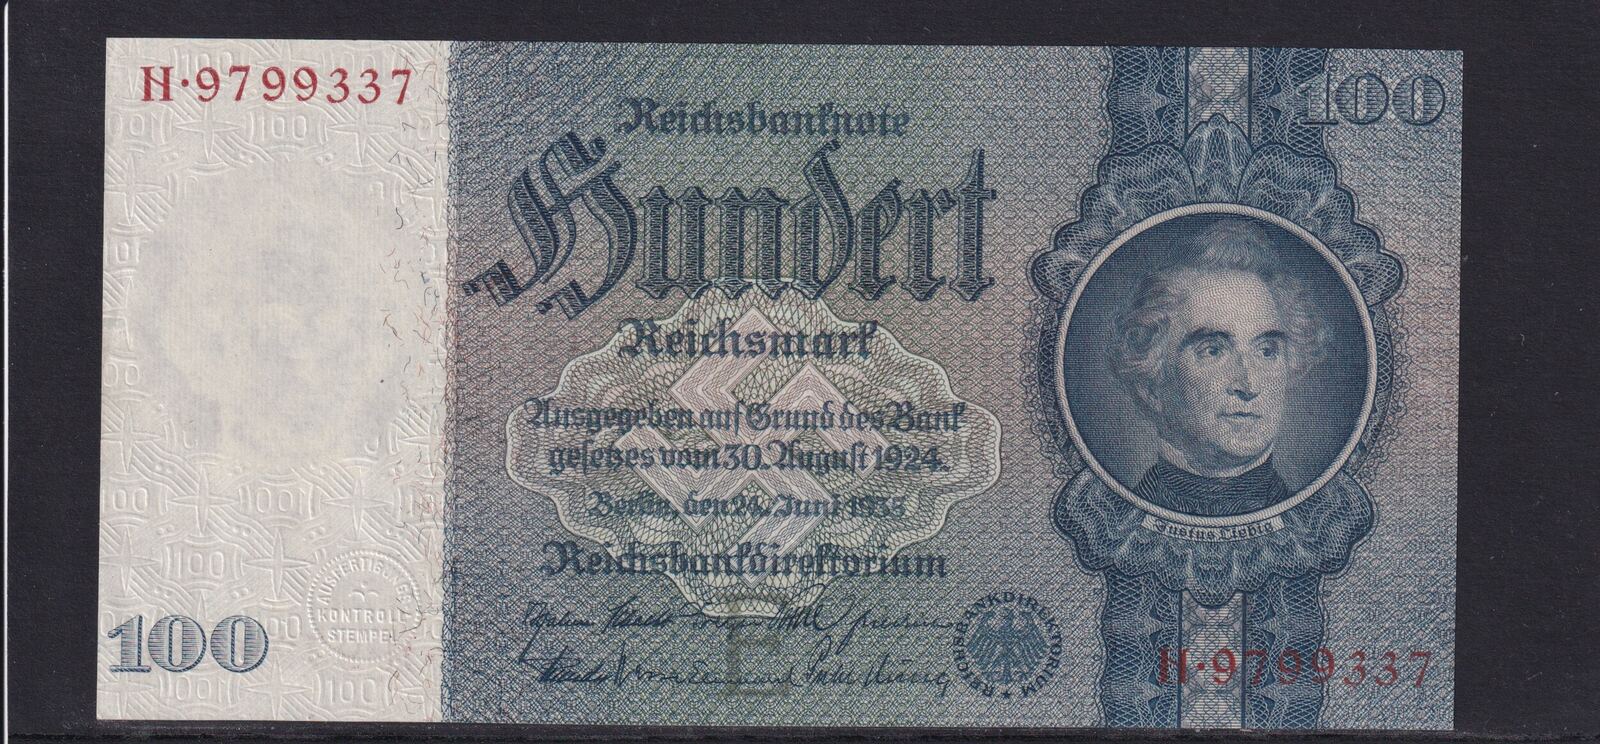 H·9799337
Reichsbanknote
100
Hundert
Reichsmark
Ausgegeben auf Grund des Bank
gesetzes vom 30. August 1924.
Berlin, den 24. Juni 1935
Reichsbankdirektorium
Justus Liebig
AUSFERTIGUNGS
KONTROLL
STEMPEL
100
REICHSBANKDIREKTORIUM
E
H·9799337